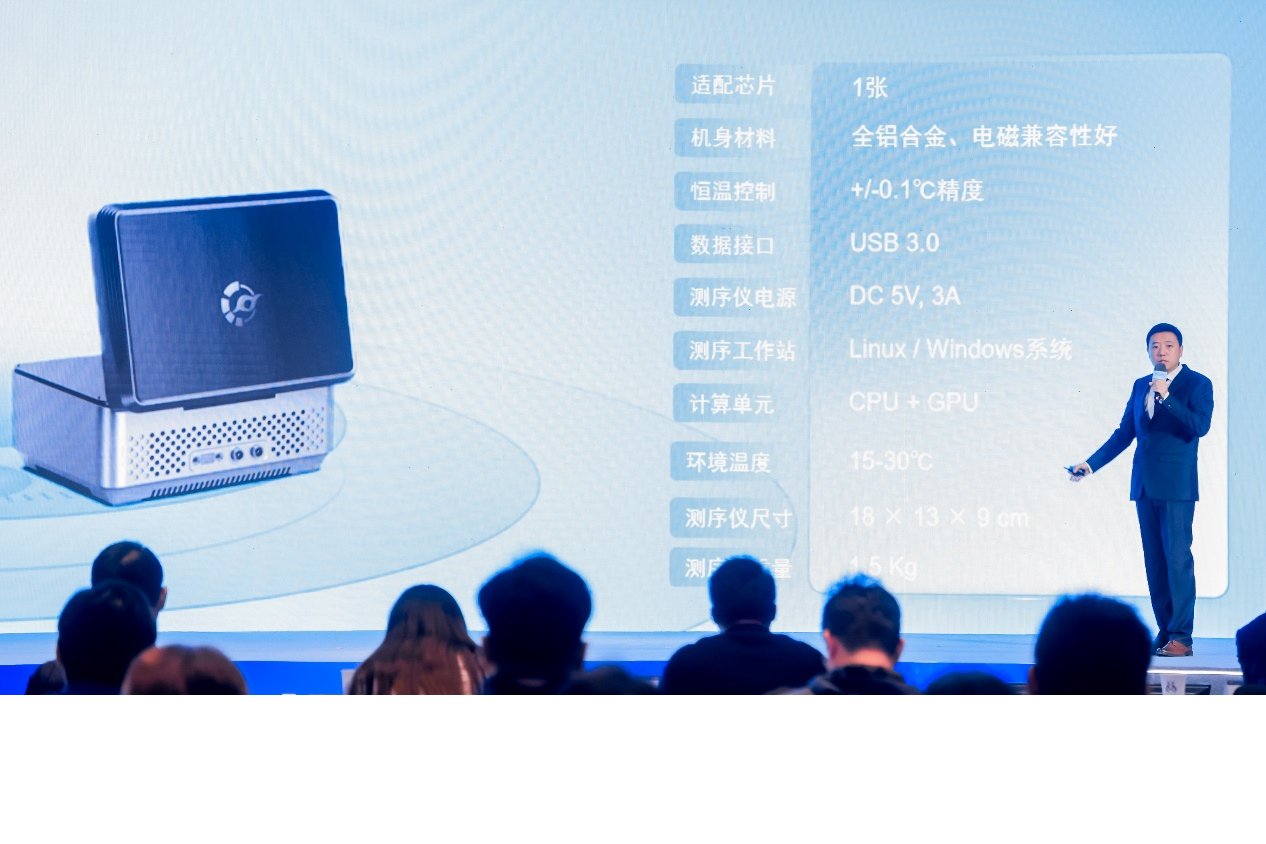 适配芯片 1张
机身材料 全铝合金、电磁兼容性好
恒温控制 +/-0.1℃精度
数据接口 USB 3.0
测序仪电源 DC 5V, 3A
测序工作站 Linux / Windows系统
计算单元 CPU + GPU
环境温度 15-30℃
测序仪尺寸 18 × 13 × 9 cm
测序 量 1.5 Kg